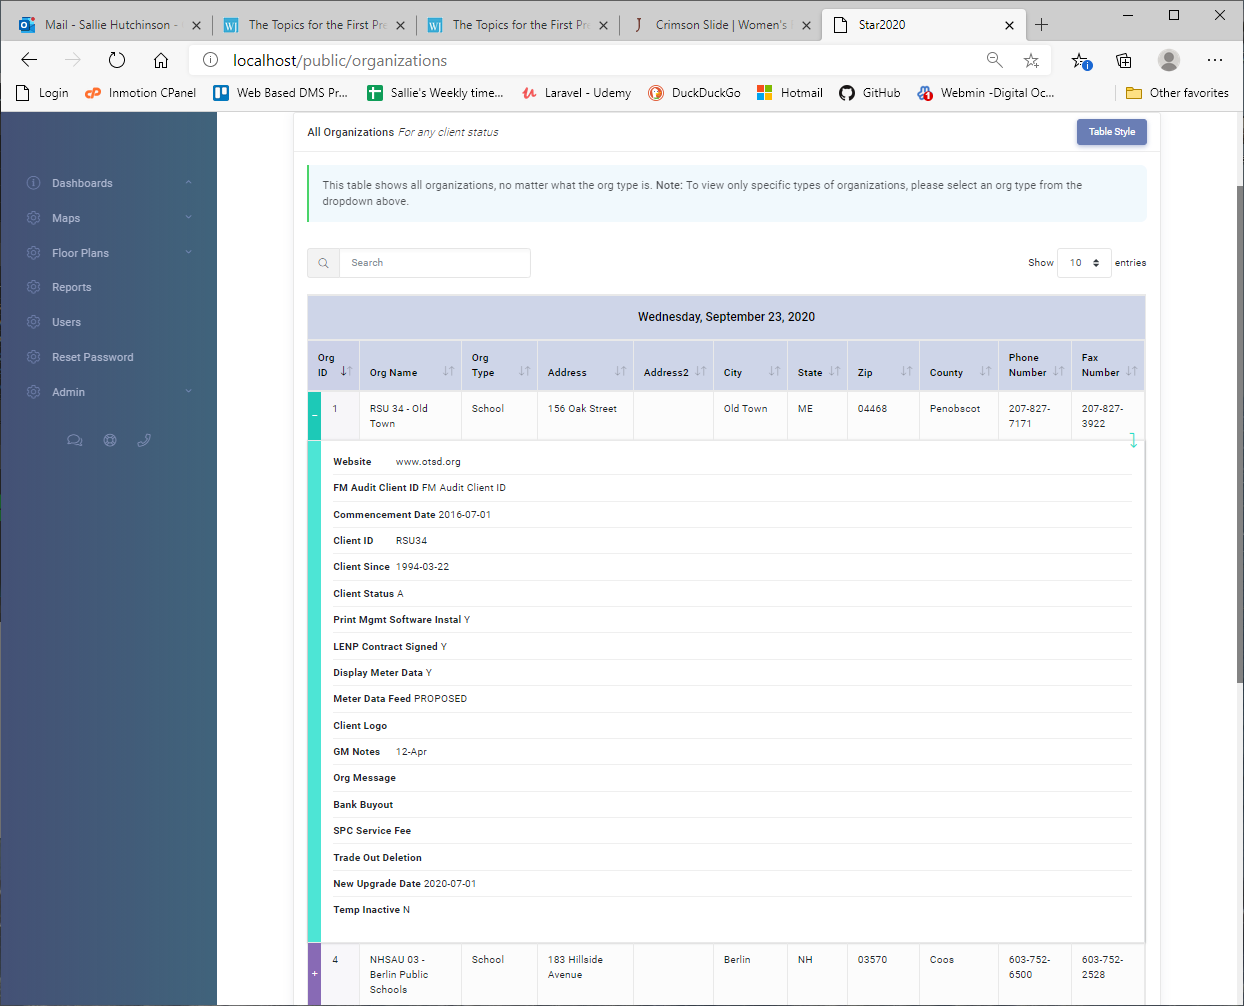 Mail - Sallie Hutchinson -
The Topics for the First Pre
The Topics for the First Pr
Crimson Slide | Women's
Star2020
localhost/public/organizations
Login
Inmotion CPanel
Web Based DMS Pr...
Sallie's Weekly time...
Laravel - Udemy
DuckDuckGo
Hotmail
GitHub
Webmin -Digital Oc...
Other favorites
All Organizations For any client status
Table Style
Dashboards
Maps
Floor Plans
Reports
Users
Reset Password
Admin
This table shows all organizations, no matter what the org type is. Note: To view only specific types of organizations, please select an org type from the
dropdown above.
Search
Show 10 entries
Wednesday, September 23, 2020
Org
ID
Org Name
Org
Type
Address
Address2
City
State
Zip
County
Phone
Number
Fax
Number
1
RSU 34 - Old
Town
School
156 Oak Street
Old Town
ME
04468
Penobscot
207-827-
7171
207-827-
3922
Website www.otsd.org
FM Audit Client ID FM Audit Client ID
Commencement Date 2016-07-01
Client ID RSU34
Client Since 1994-03-22
Client Status A
Print Mgmt Software Instal Y
LENP Contract Signed Y
Display Meter Data Y
Meter Data Feed PROPOSED
Client Logo
GM Notes 12-Apr
Org Message
Bank Buyout
SPC Service Fee
Trade Out Deletion
New Upgrade Date 2020-07-01
Temp Inactive N
4
NHSAU 03 -
Berlin Public
Schools
School
183 Hillside
Avenue
Berlin
NH
03570
Coos
603-752-
6500
603-752-
2528